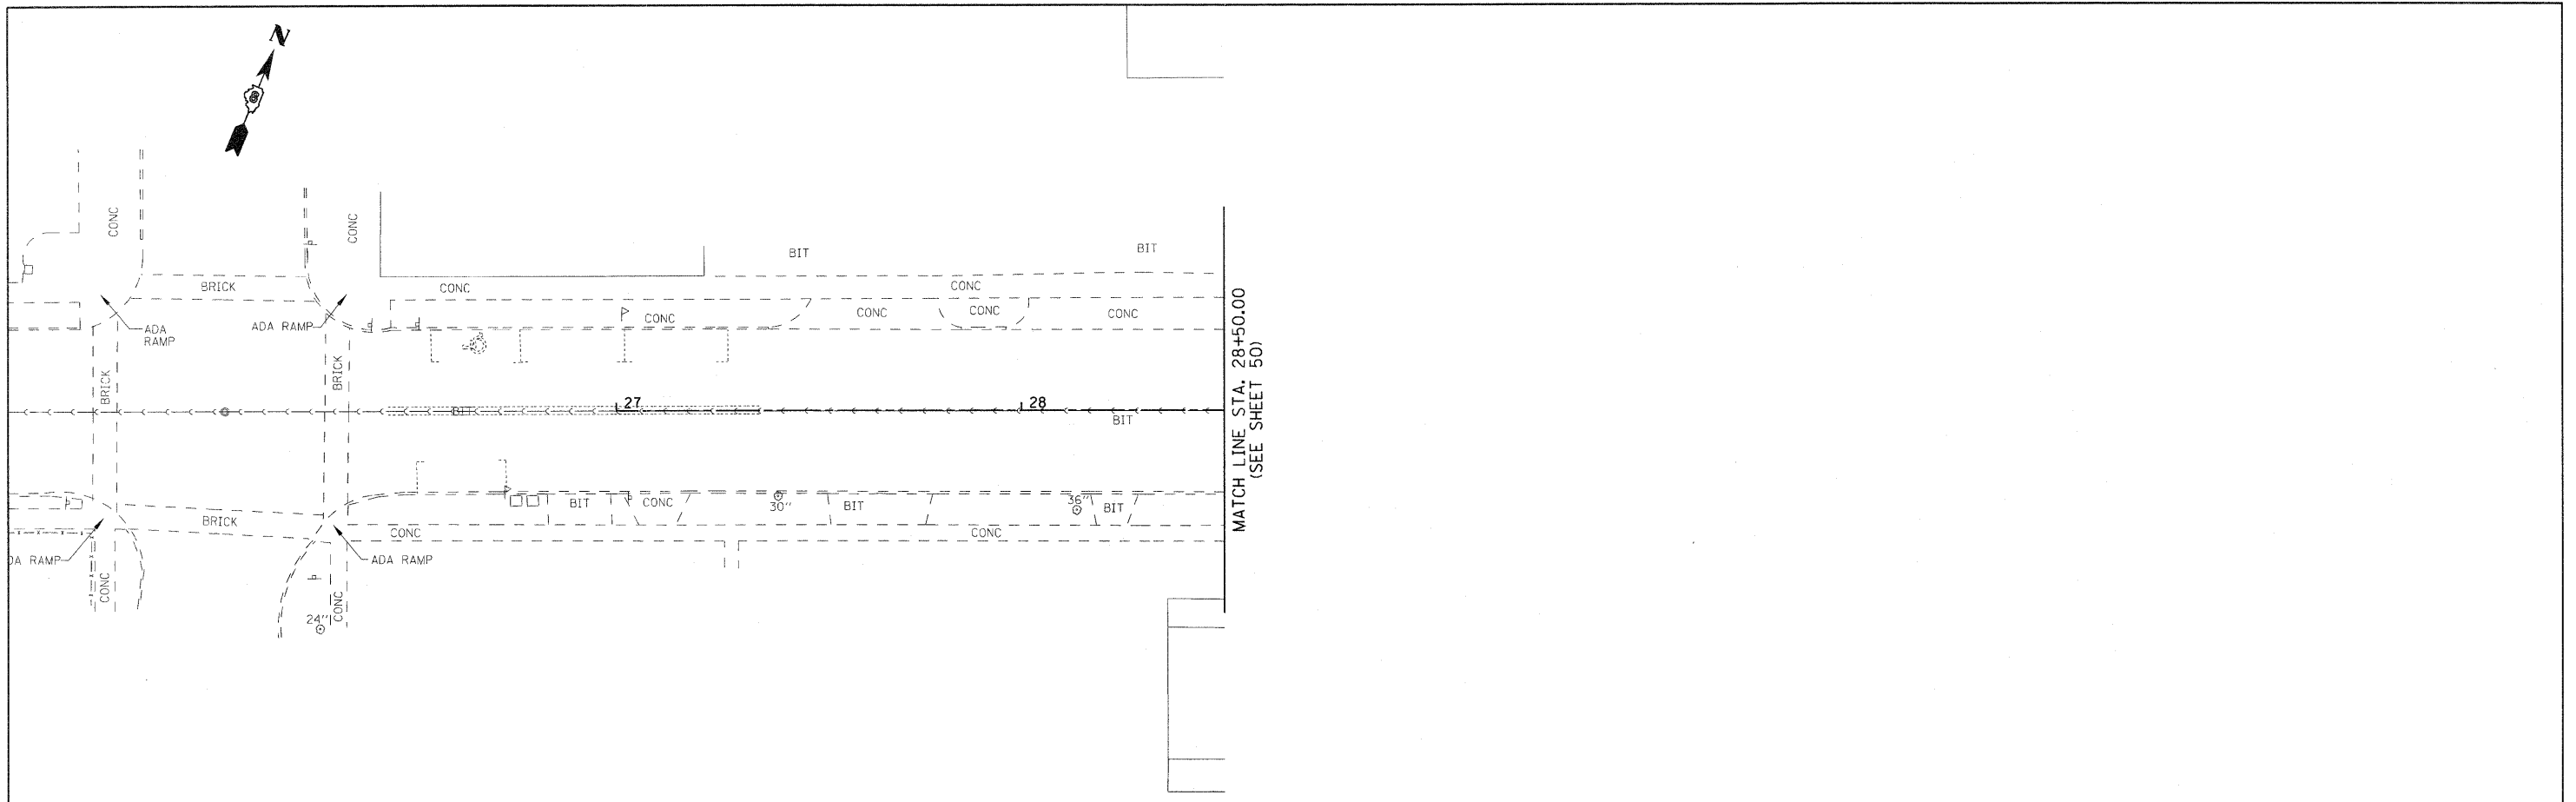 N
CONC
CONC
BIT
BIT
BRICK
CONC
CONC
ADA
RAMP
ADA RAMP
CONC
CONC
CONC
CONC
BRICK
BRICK
MATCH LINE STA. 28+50.00
(SEE SHEET 50)
BIT
27
28
BIT
BRICK
BIT
CONC
30"
BIT
36"
BIT
CONC
CONC
DA RAMP
ADA RAMP
CONC
CONC
24"